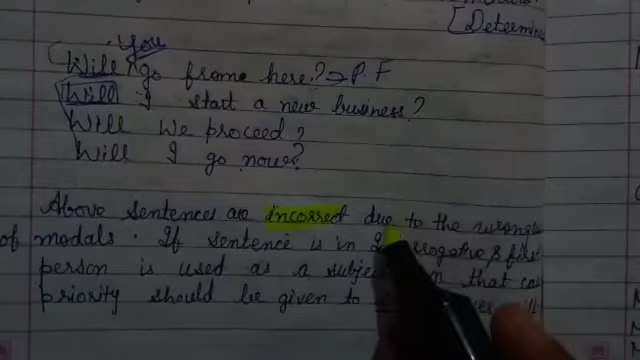 [Determine
You
(Will ^ go from here? → P.F
Will I start a new business?
Will we proceed?
Will I go now?
Above sentences are incorrect due to the wrong
of modals. If sentence is in & first
person is used as a that
priority should be given to